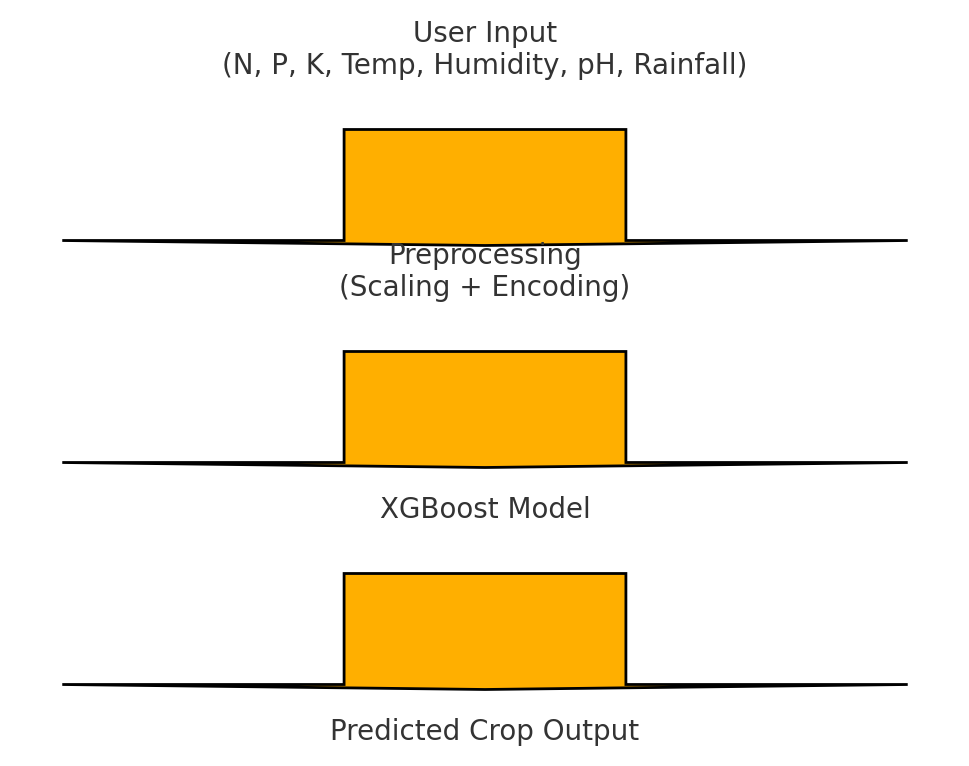 User Input
(N, P, K, Temp, Humidity, pH, Rainfall)
Preprocessing
(Scaling + Encoding)
XGBoost Model
Predicted Crop Output